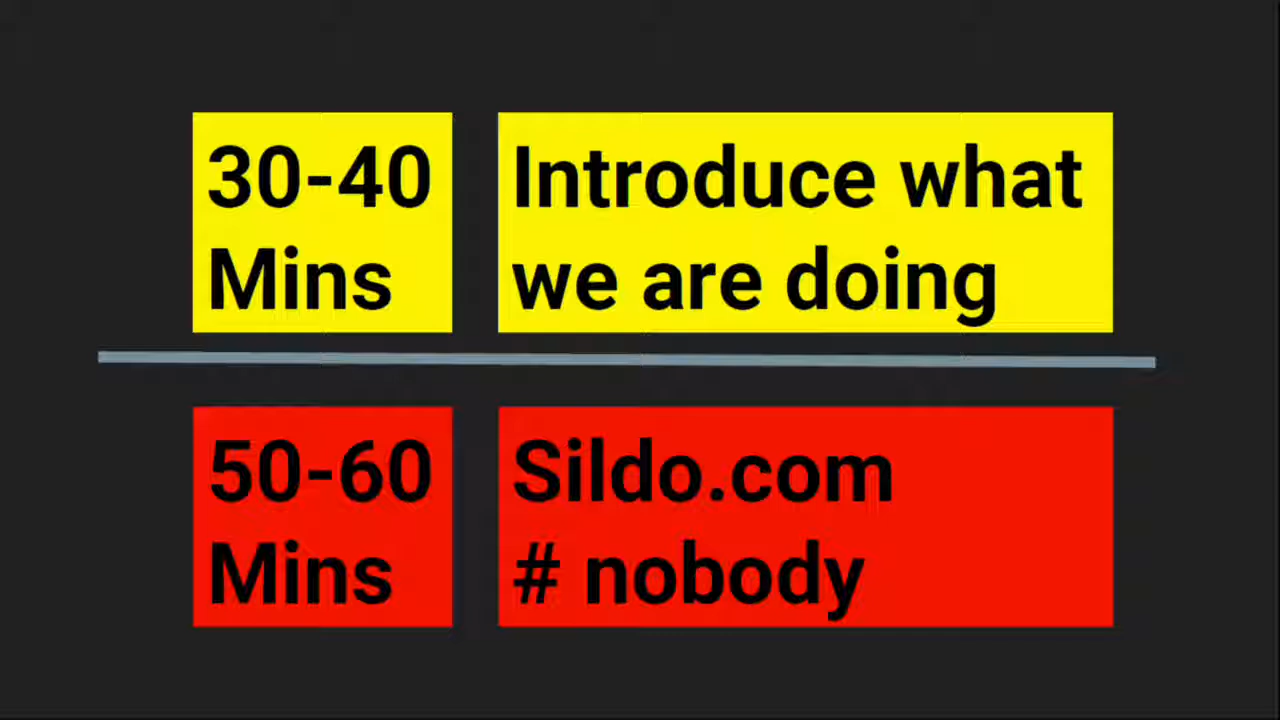 30-40
Mins
Introduce what
we are doing
50-60
Mins
Sildo.com
# nobody